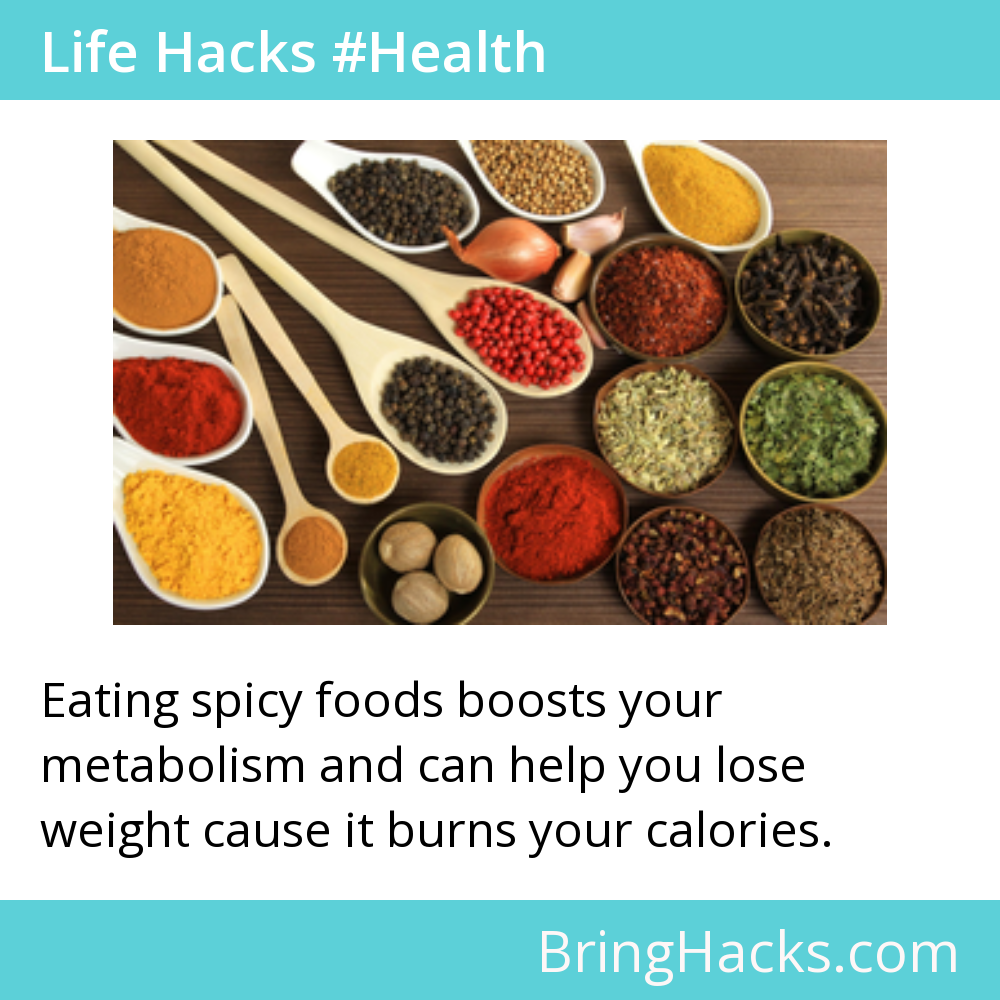 Life Hacks #Health
Eating spicy foods boosts your
metabolism and can help you lose
weight cause it burns your calories.
BringHacks.com